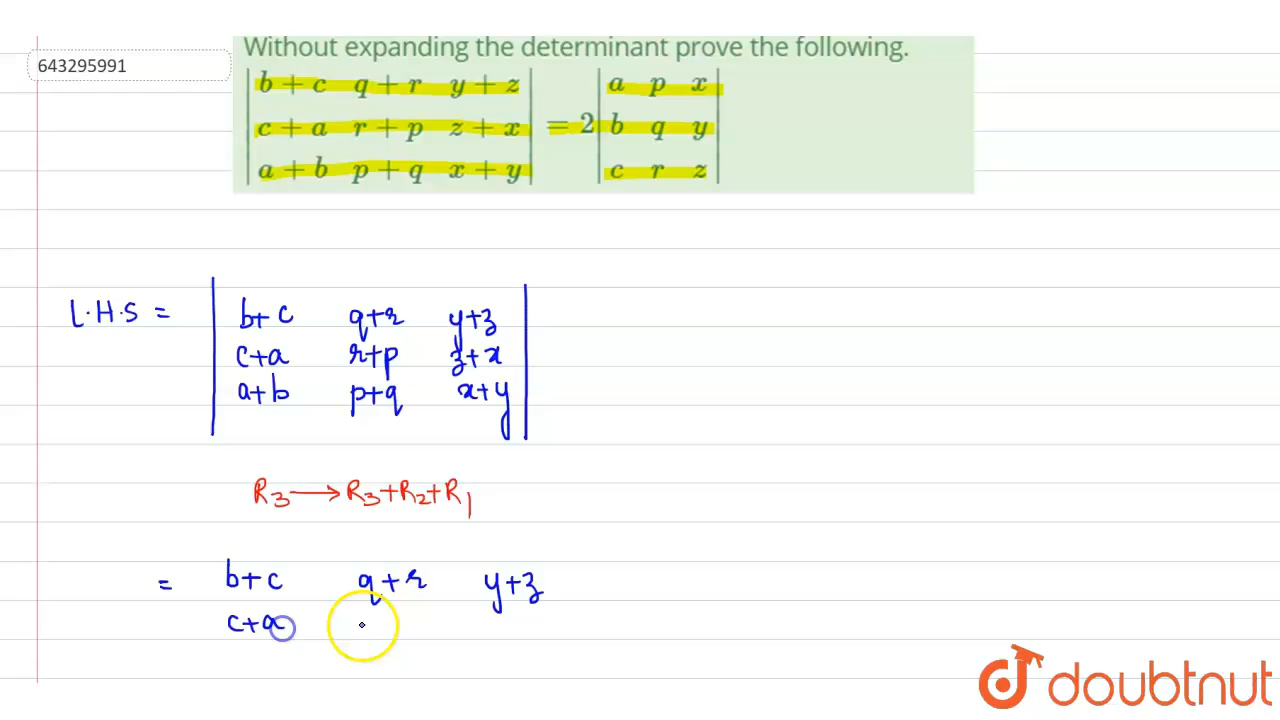 643295991
Without expanding the determinant prove the following.
| b + c q + r y + z | | a p x |
| c + a r + p z + x | = 2 | b q y |
| a + b p + q x + y | | c r z |
L.H.S = | b+c q+r y+z |
| c+a r+p z+x |
| a+b p+q x+y |
R3 → R3+R2+R1
= b+c q+r y+z
c+a
doubtnut